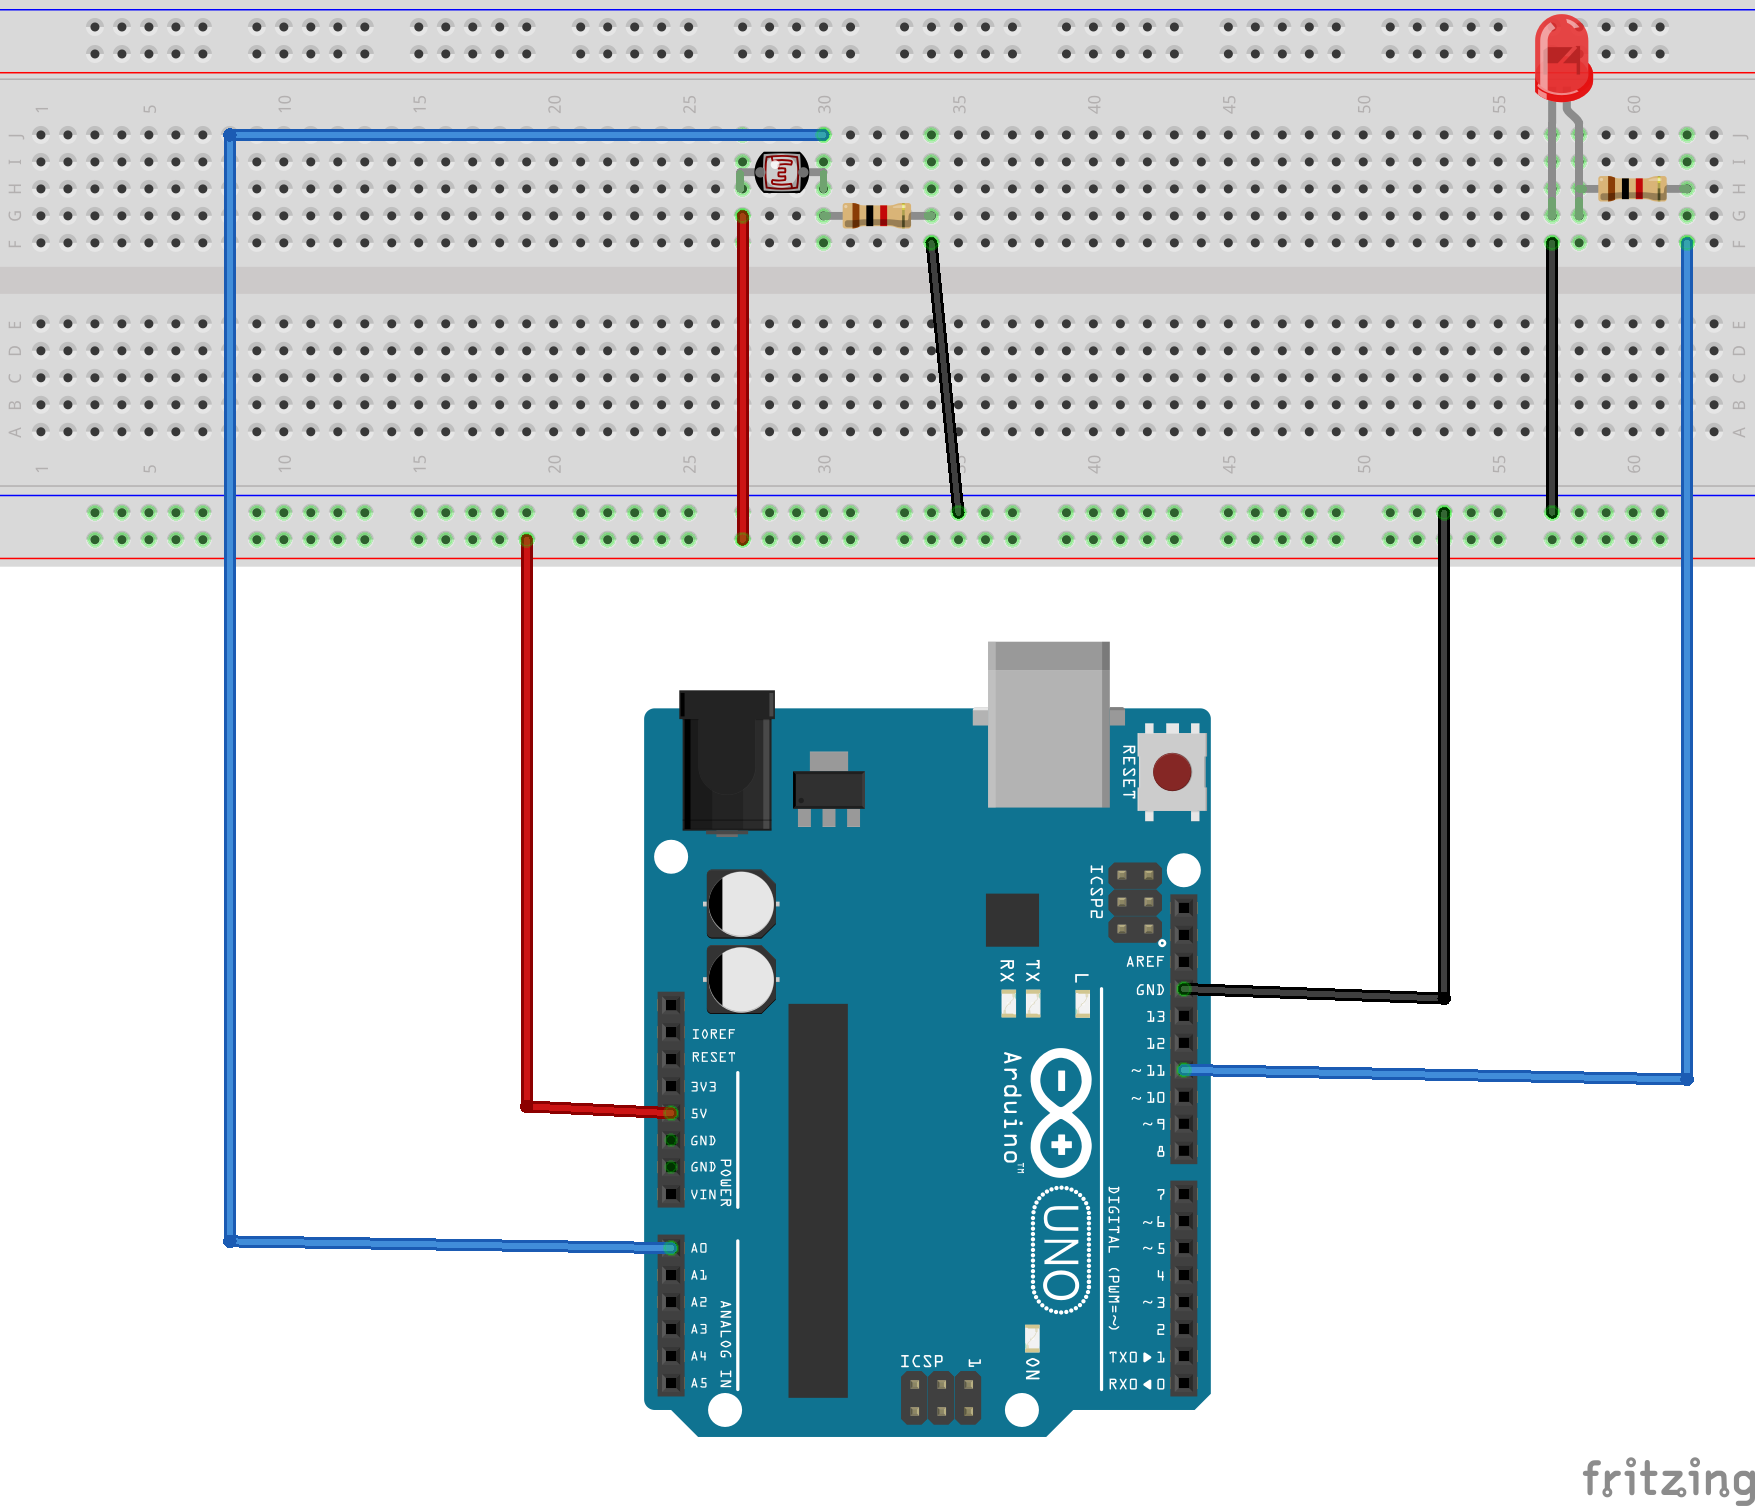 1 5 10 15 20 25 30 35 40 45 50 55 60
J J
I I
H H
G G
F F
E E
D D
C C
B B
A A
1 5 10 15 20 25 30 35 40 45 50 55 60
RESET
ICSP2
AREF
RX TX L
GND
13
IOREF
12
RESET
~11
3V3
~10
5V
~9
GND
8
GND
VIN
POWER
Arduino™
7
~6
A0
~5
A1
4
A2
~3
A3
2
A4
TX0▶1
A5
RX0◀0
ANALOG IN
UNO
DIGITAL (PWM=~)
ICSP 1
ON
fritzing